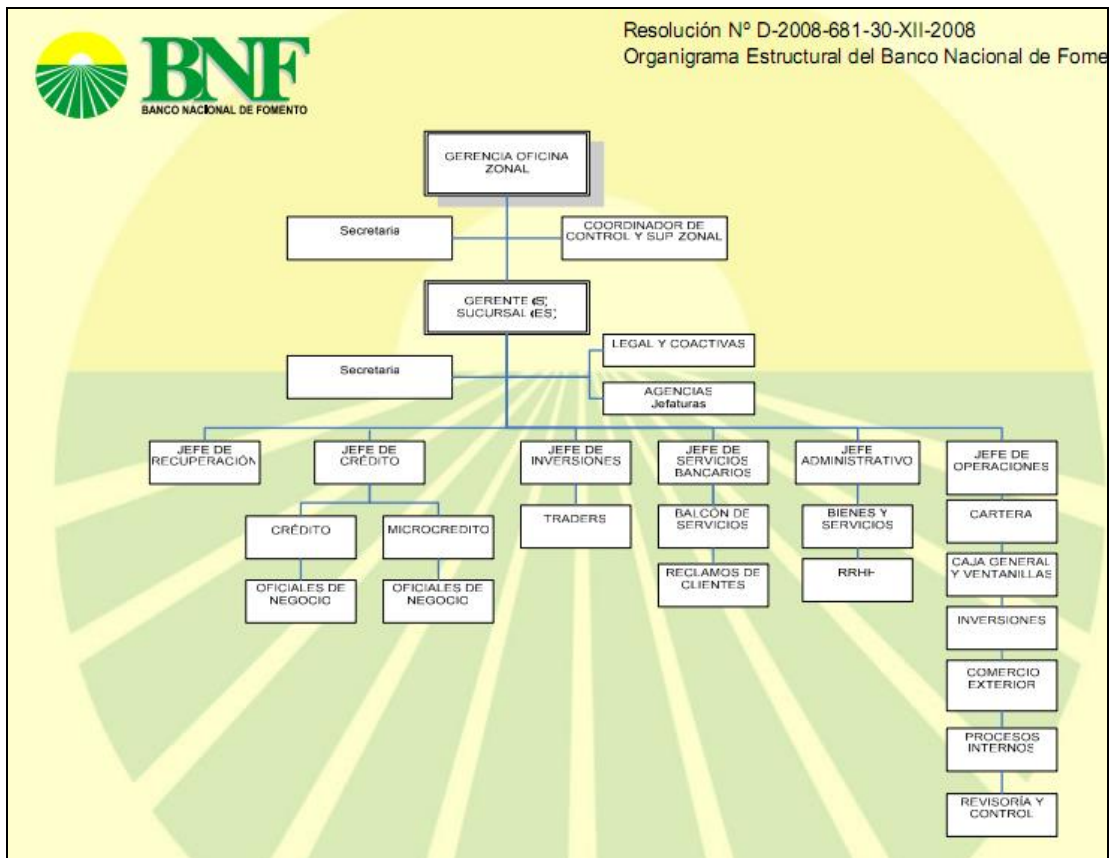 Resolución Nº D-2008-681-30-XII-2008
Organigrama Estructural del Banco Nacional de Fome
BNF
BANCO NACIONAL DE FOMENTO
GERENCIA OFICINA
ZONAL
Secretaria
COORDINADOR DE
CONTROL Y SUP ZONAL
GERENTE (S)
SUCURSAL (ES)
Secretaria
LEGAL Y COACTIVAS
AGENCIAS
Jefaturas
JEFE DE
RECUPERACIÓN
JEFE DE
CRÉDITO
JEFE DE
INVERSIONES
JEFE DE
SERVICIOS
BANCARIOS
JEFE
ADMINISTRATIVO
JEFE DE
OPERACIONES
CRÉDITO
MICROCREDITO
TRADERS
BALCÓN DE
SERVICIOS
BIENES Y
SERVICIOS
CARTERA
OFICIALES DE
NEGOCIO
OFICIALES DE
NEGOCIO
RECLAMOS DE
CLIENTES
RRHH
CAJA GENERAL
Y VENTANILLAS
INVERSIONES
COMERCIO
EXTERIOR
PROCESOS
INTERNOS
REVISORÍA Y
CONTROL